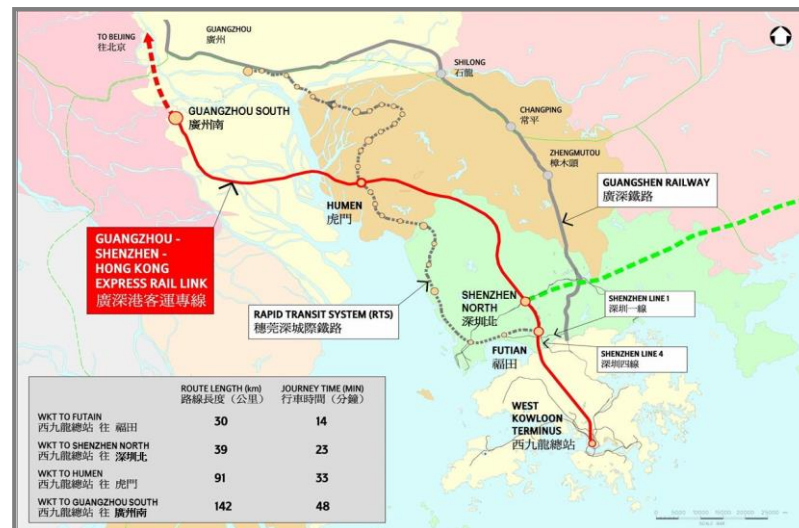 TO BEIJING
往北京
GUANGZHOU
廣州
SHILONG
石龍
GUANGZHOU SOUTH
廣州南
CHANGPING
常平
ZHENGMUTOU
樟木頭
GUANGSHEN RAILWAY
廣深鐵路
HUMEN
虎門
GUANGZHOU -
SHENZHEN -
HONG KONG
EXPRESS RAIL LINK
廣深港客運專線
SHENZHEN
NORTH
深圳北
SHENZHEN LINE 1
深圳一線
RAPID TRANSIT SYSTEM (RTS)
穗莞深城際鐵路
FUTIAN
福田
SHENZHEN LINE 4
深圳四線
WEST
KOWLOON
TERMINUS
西九龍總站
ROUTE LENGTH (km) JOURNEY TIME (MIN)
路線長度（公里） 行車時間（分鐘）
WKT TO FUTAIN
西九龍總站 往 福田 30 14
WKT TO SHENZHEN NORTH
西九龍總站 往 深圳北 39 23
WKT TO HUMEN
西九龍總站 往 虎門 91 33
WKT TO GUANGZHOU SOUTH
西九龍總站 往 廣州南 142 48